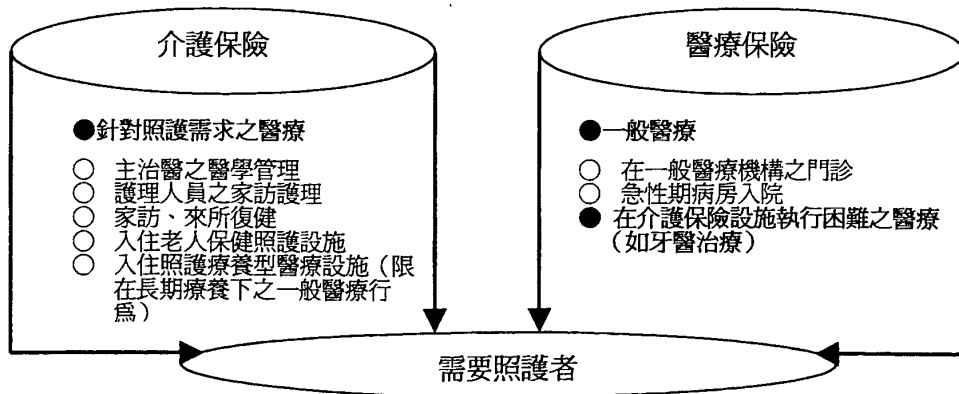 介護保險
●針對照護需求之醫療
○ 主治醫之醫學管理
○ 護理人員之家訪護理
○ 家訪、來所復健
○ 入住老人保健照護設施
○ 入住照護療養型醫療設施（限
在長期療養下之一般醫療行
爲）
醫療保險
●一般醫療
○ 在一般醫療機構之門診
○ 急性期病房入院
● 在介護保險設施執行困難之醫療
（如牙醫治療）
需要照護者